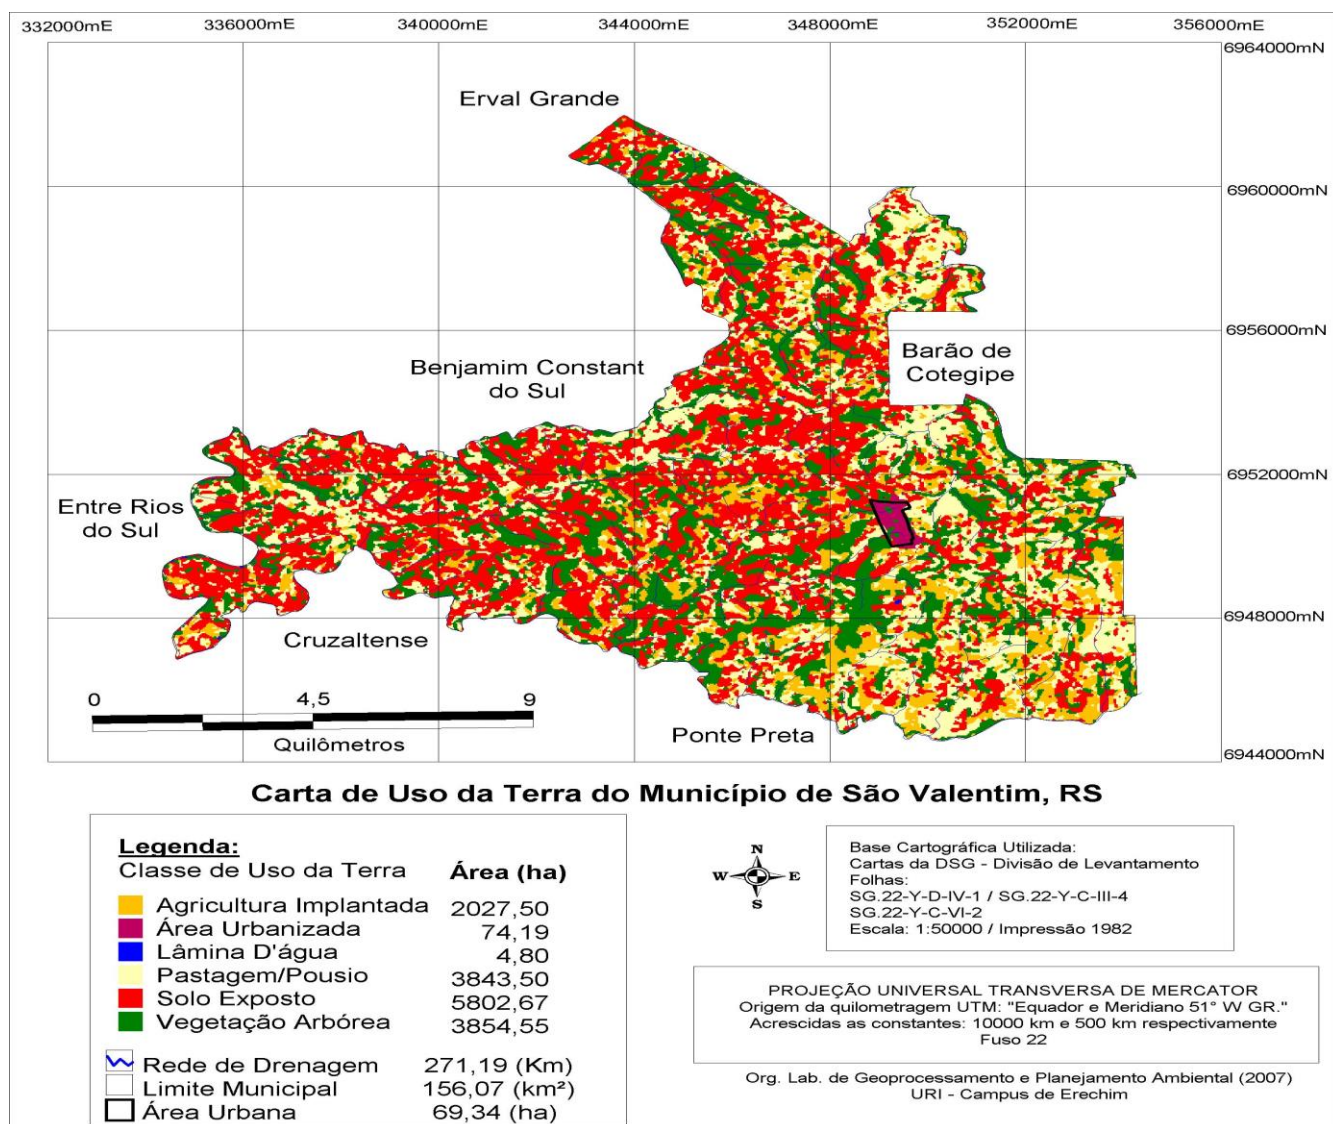 332000mE 336000mE 340000mE 344000mE 348000mE 352000mE 356000mE
6964000mN
Erval Grande
6960000mN
6956000mN
Barão de
Cotegipe
Benjamim Constant
do Sul
6952000mN
Entre Rios
do Sul
6948000mN
Cruzaltense
0 4,5 9
Quilômetros
Ponte Preta
6944000mN
Carta de Uso da Terra do Município de São Valentim, RS
Legenda:
Classe de Uso da Terra Área (ha)
Agricultura Implantada 2027,50
Área Urbanizada 74,19
Lâmina D'água 4,80
Pastagem/Pousio 3843,50
Solo Exposto 5802,67
Vegetação Arbórea 3854,55
Rede de Drenagem 271,19 (Km)
Limite Municipal 156,07 (km²)
Área Urbana 69,34 (ha)
N
W E
S
Base Cartográfica Utilizada:
Cartas da DSG - Divisão de Levantamento
Folhas:
SG.22-Y-D-IV-1 / SG.22-Y-C-III-4
SG.22-Y-C-VI-2
Escala: 1:50000 / Impressão 1982
PROJEÇÃO UNIVERSAL TRANSVERSA DE MERCATOR
Origem da quilometragem UTM: "Equador e Meridiano 51° W GR."
Acrescidas as constantes: 10000 km e 500 km respectivamente
Fuso 22
Org. Lab. de Geoprocessamento e Planejamento Ambiental (2007)
URI - Campus de Erechim